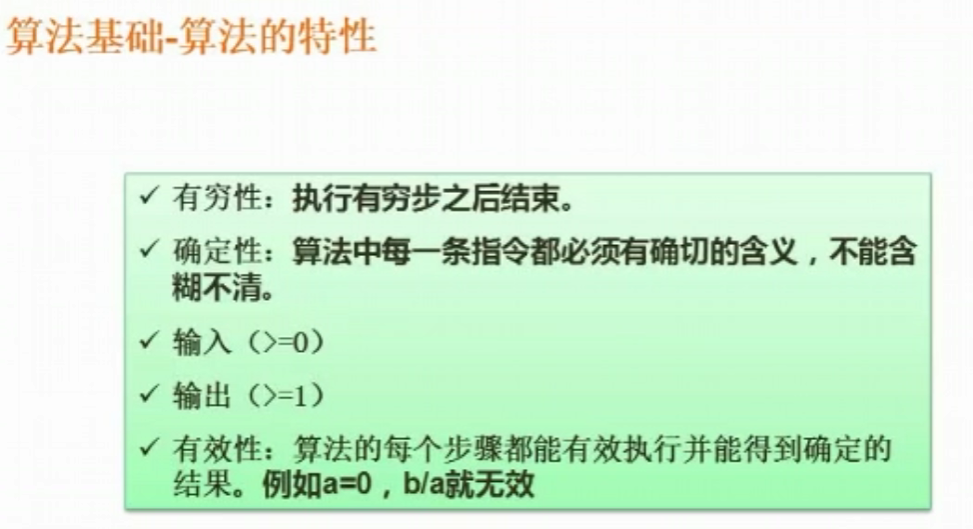 算法基础-算法的特性
✓ 有穷性：执行有穷步之后结束。
✓ 确定性：算法中每一条指令都必须有确切的含义，不能含
糊不清。
✓ 输入（>=0）
✓ 输出（>=1）
✓ 有效性：算法的每个步骤都能有效执行并能得到确定的
结果。例如a=0，b/a就无效